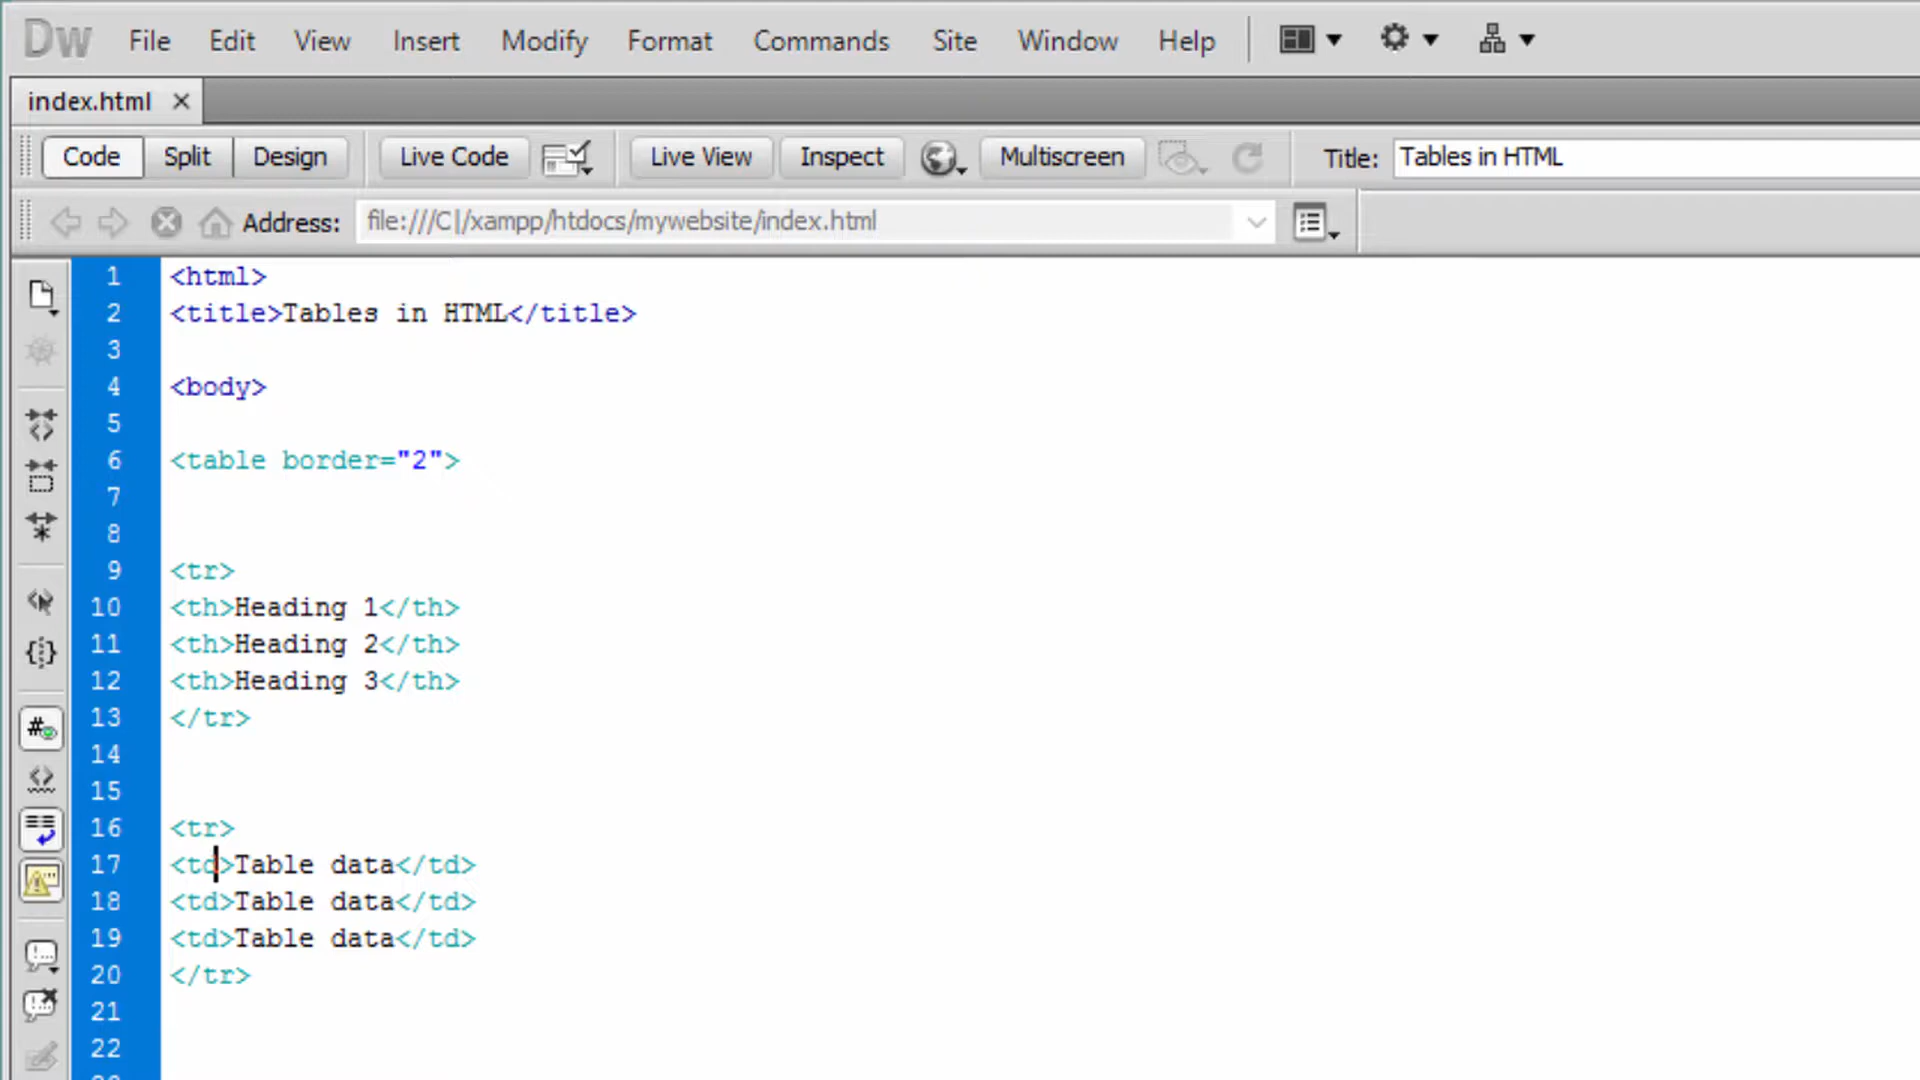 Dw File Edit View Insert Modify Format Commands Site Window Help
index.html
Code Split Design Live Code Live View Inspect Multiscreen Title: Tables in HTML
Address: file:///C|/xampp/htdocs/mywebsite/index.html
1 <html>
2 <title>Tables in HTML</title>
3
4 <body>
5
6 <table border="2">
7
8
9 <tr>
10 <th>Heading 1</th>
11 <th>Heading 2</th>
12 <th>Heading 3</th>
13 </tr>
14
15
16 <tr>
17 <td>Table data</td>
18 <td>Table data</td>
19 <td>Table data</td>
20 </tr>
21
22